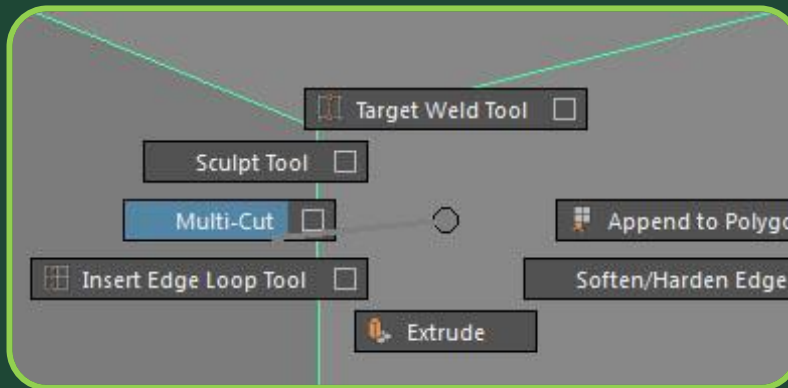 Target Weld Tool
Sculpt Tool
Multi-Cut
Append to Polygo
Insert Edge Loop Tool
Soften/Harden Edge
Extrude